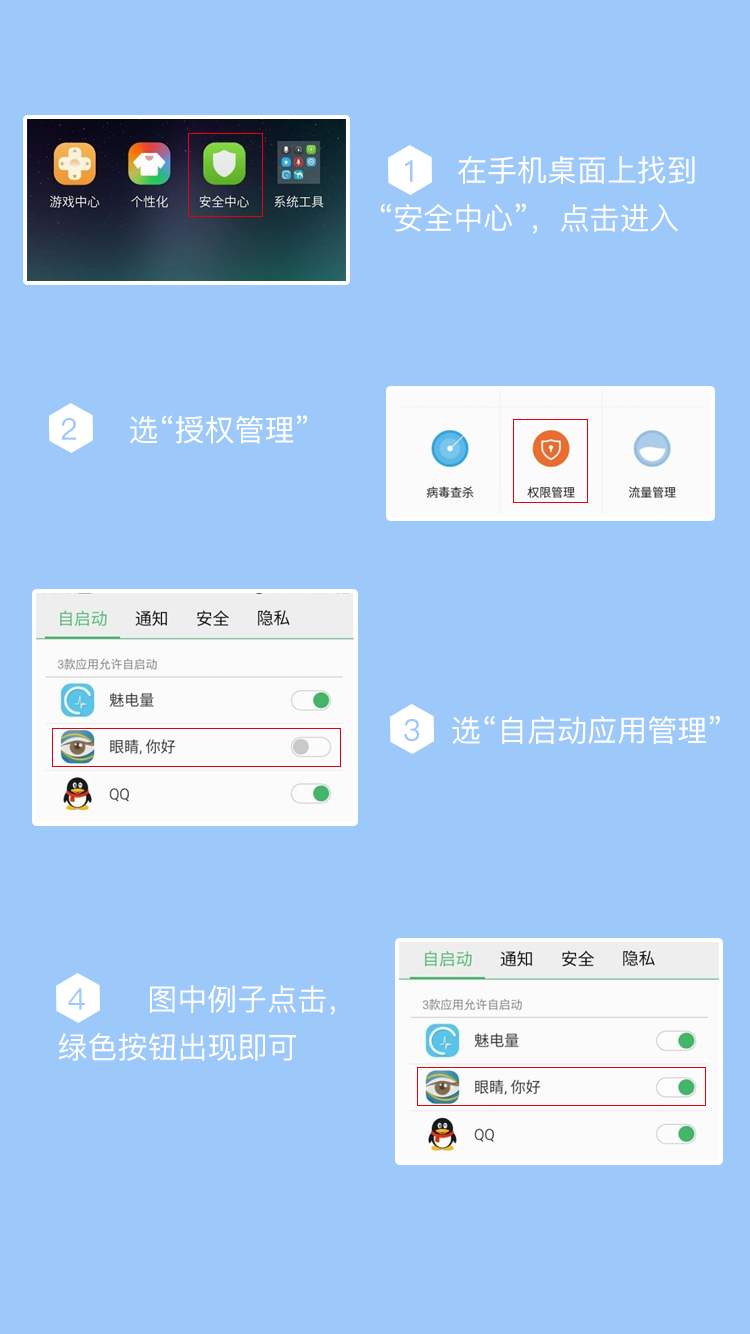 游戏中心
个性化
安全中心
系统工具
1 在手机桌面上找到
“安全中心”，点击进入
2 选“授权管理”
病毒查杀
权限管理
流量管理
自启动 通知 安全 隐私
3款应用允许自启动
魅电量
眼睛,你好
QQ
3 选“自启动应用管理”
4 图中例子点击，
绿色按钮出现即可
自启动 通知 安全 隐私
3款应用允许自启动
魅电量
眼睛,你好
QQ